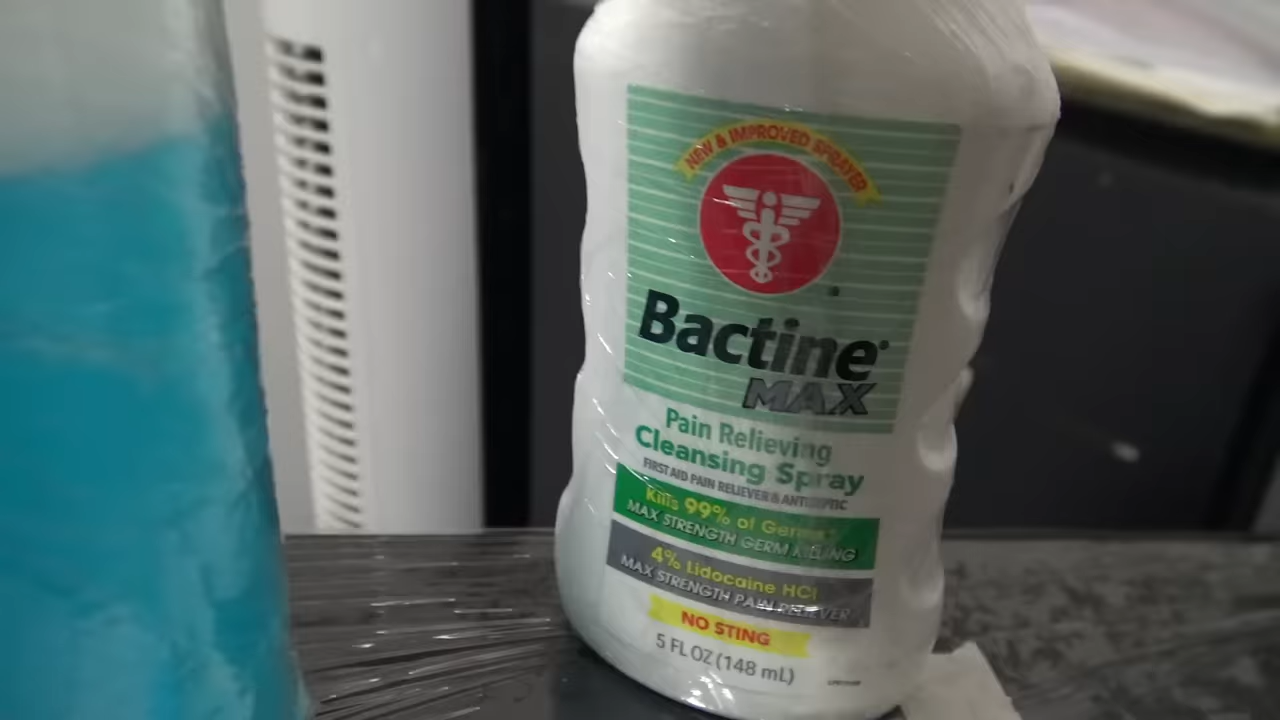 NEW & IMPROVED SPRAYER
Bactine®
MAX
Pain Relieving
Cleansing Spray
FIRST AID PAIN RELIEVER & ANTISEPTIC
Kills 99% of Germs
MAX STRENGTH GERM KILLING
4% Lidocaine HCl
MAX STRENGTH PAIN RELIEVER
NO STING
5 FL OZ (148 mL)